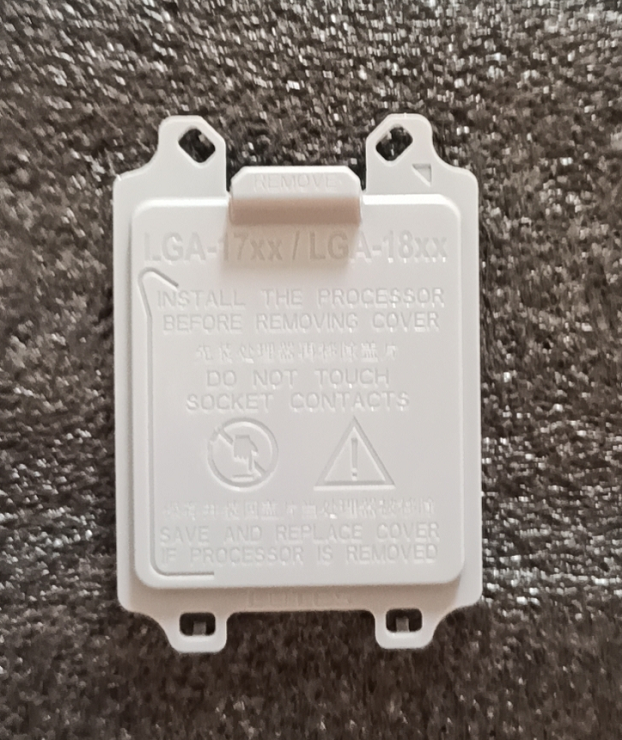 REMOVE
LGA-17xx / LGA-18xx
INSTALL THE PROCESSOR
BEFORE REMOVING COVER
DO NOT TOUCH
SOCKET CONTACTS
SAVE AND REPLACE COVER
IF PROCESSOR IS REMOVED